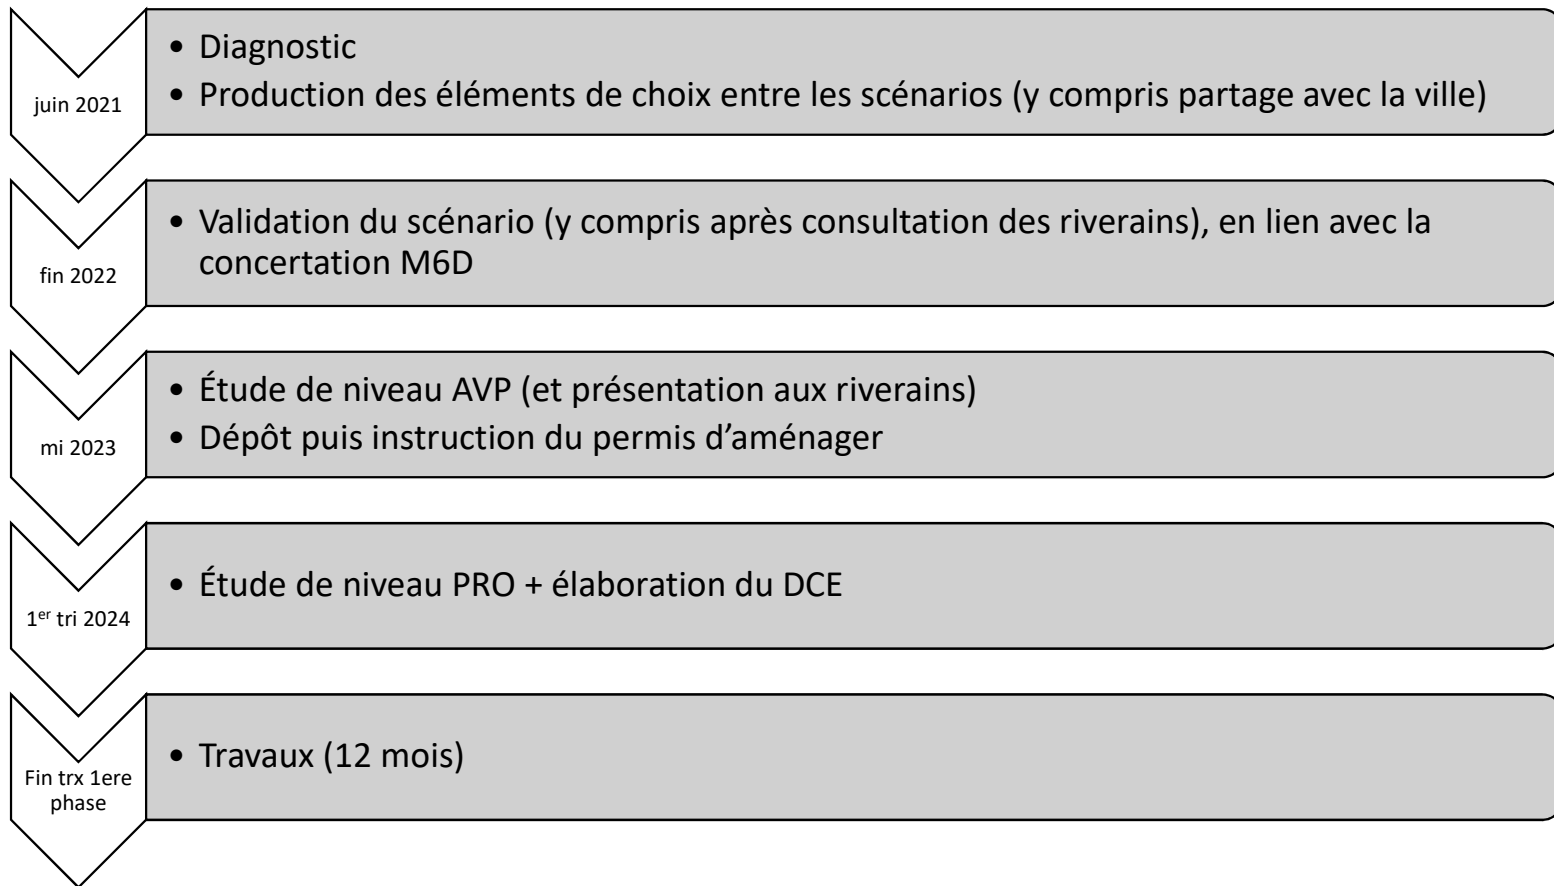 juin 2021
• Diagnostic
• Production des éléments de choix entre les scénarios (y compris partage avec la ville)
fin 2022
• Validation du scénario (y compris après consultation des riverains), en lien avec la
concertation M6D
mi 2023
• Étude de niveau AVP (et présentation aux riverains)
• Dépôt puis instruction du permis d’aménager
1er tri 2024
• Étude de niveau PRO + élaboration du DCE
Fin trx 1ere
phase
• Travaux (12 mois)